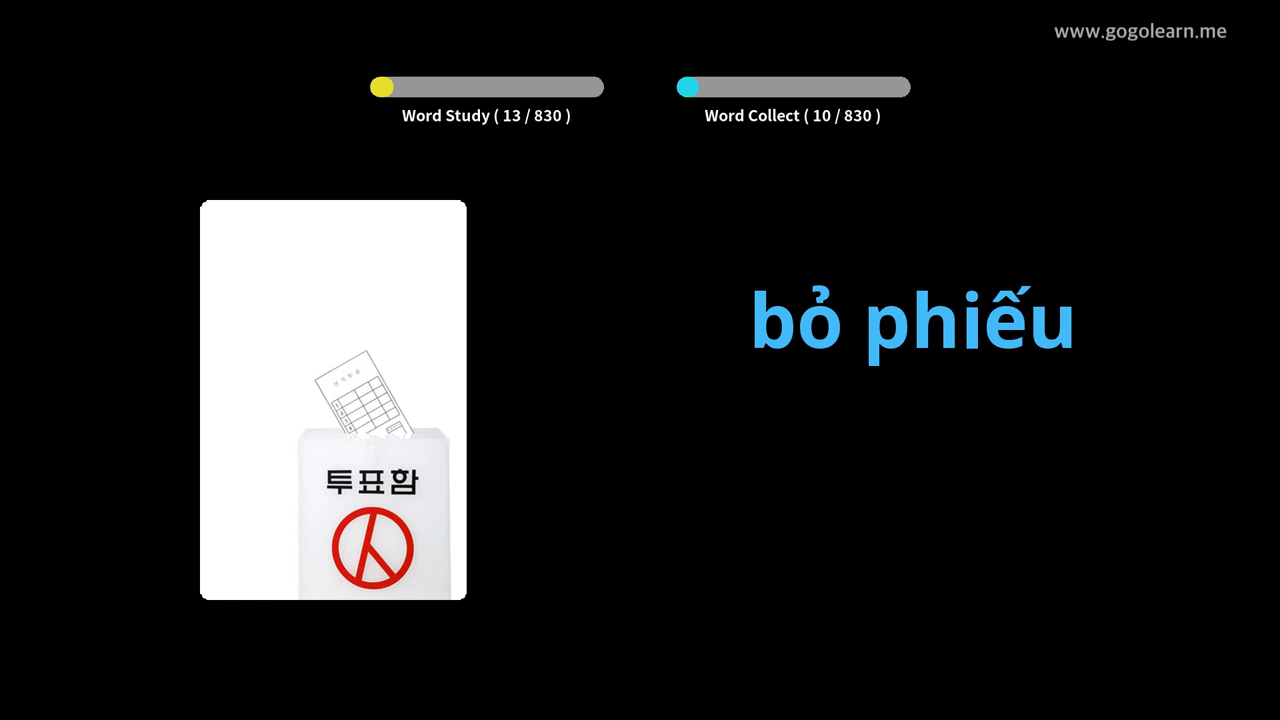 www.gogolearn.me
Word Study ( 13 / 830 )
Word Collect ( 10 / 830 )
bỏ phiếu
투표함